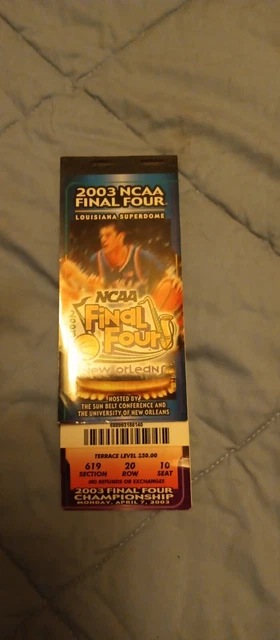 2003 NCAA
FINAL FOUR
LOUISIANA SUPERDOME
NCAA
2003
Final
Four
New Orleans
HOSTED BY
THE SUN BELT CONFERENCE AND
THE UNIVERSITY OF NEW ORLEANS
TERRACE LEVEL $50.00
619 20 10
SECTION ROW SEAT
NO REFUNDS OR EXCHANGES
2003 FINAL FOUR
CHAMPIONSHIP
MONDAY, APRIL 7, 2003